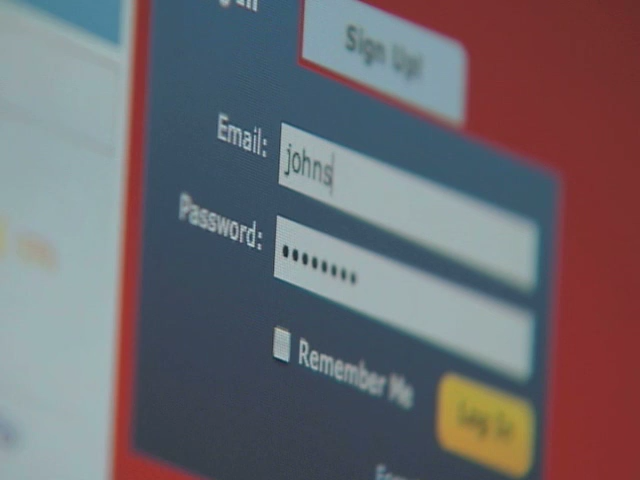 Sign Up!
Email:
johns
Password:
••••••••
Remember Me
Log In